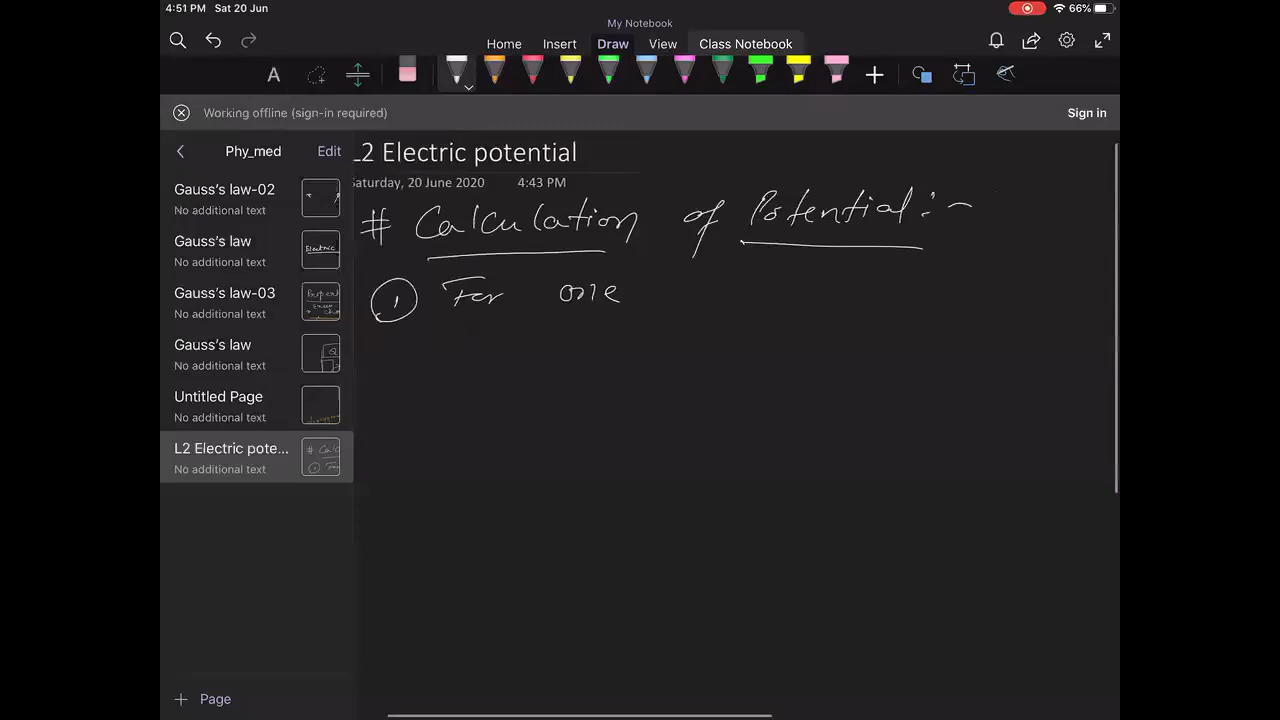 4:51 PM Sat 20 Jun
66%
My Notebook
Home Insert Draw View Class Notebook
A
Working offline (sign-in required) Sign in
Phy_med Edit
Gauss's law-02
No additional text
Gauss's law
No additional text
Gauss's law-03
No additional text
Gauss's law
No additional text
Untitled Page
No additional text
L2 Electric pote...
No additional text
+ Page
L2 Electric potential
Saturday, 20 June 2020 4:43 PM
# Calculation of Potential :-
1 For one